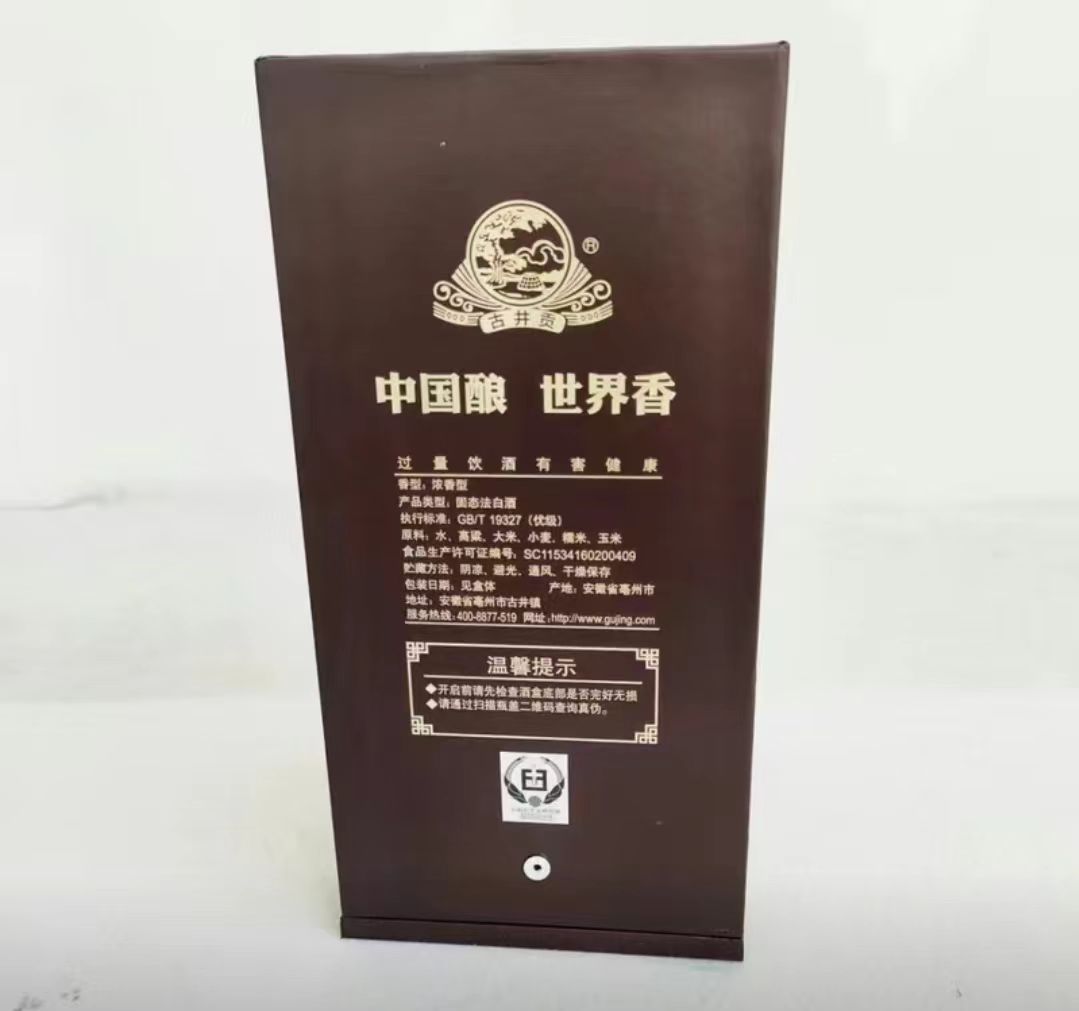 ®
古井贡
中国酿 世界香
过量饮酒有害健康
香型：浓香型
产品类型：固态法白酒
执行标准：GB/T 19327（优级）
原料：水、高粱、大米、小麦、糯米、玉米
食品生产许可证编号：SC11534160200409
贮藏方法：阴凉、避光、通风、干燥保存
包装日期：见盒体 产地：安徽省亳州市
地址：安徽省亳州市古井镇
服务热线：400-8877-519 网址：http://www.gujing.com
温馨提示
◆开启前请先检查酒盒底部是否完好无损
◆请通过扫描瓶盖二维码查询真伪。